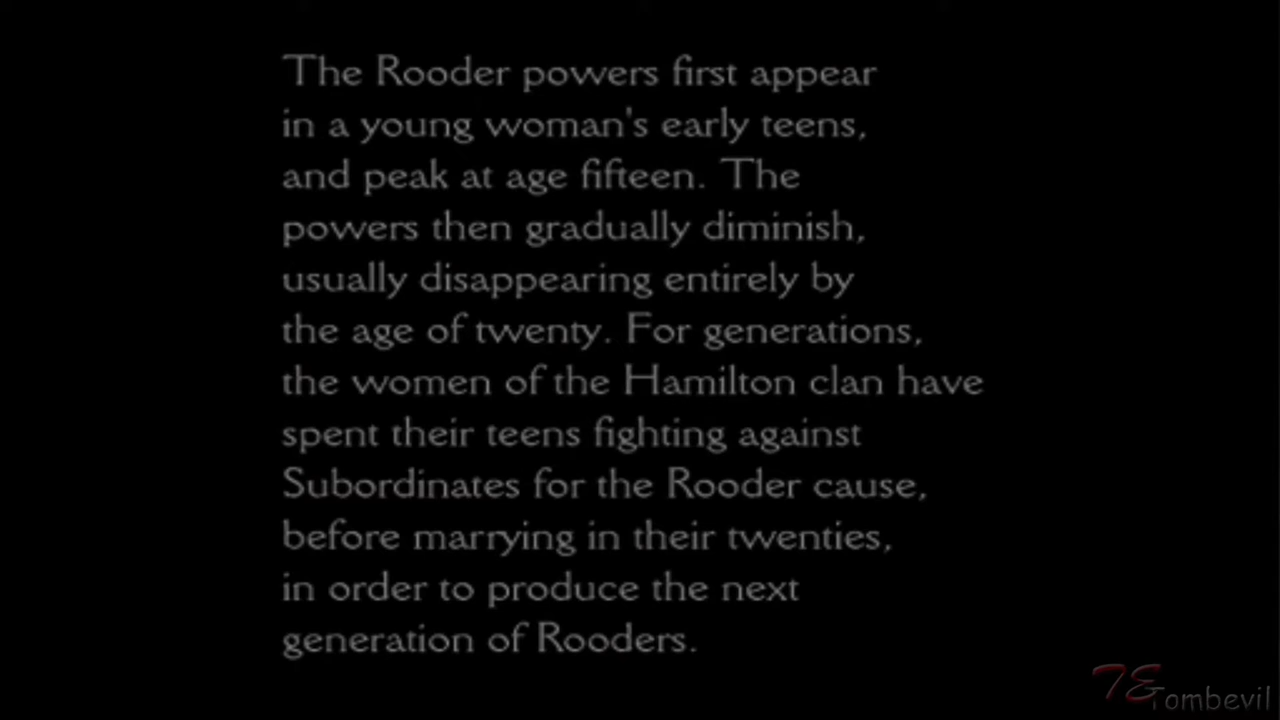 The Rooder powers first appear
in a young woman's early teens,
and peak at age fifteen. The
powers then gradually diminish,
usually disappearing entirely by
the age of twenty. For generations,
the women of the Hamilton clan have
spent their teens fighting against
Subordinates for the Rooder cause,
before marrying in their twenties,
in order to produce the next
generation of Rooders.
TE
Tombevil